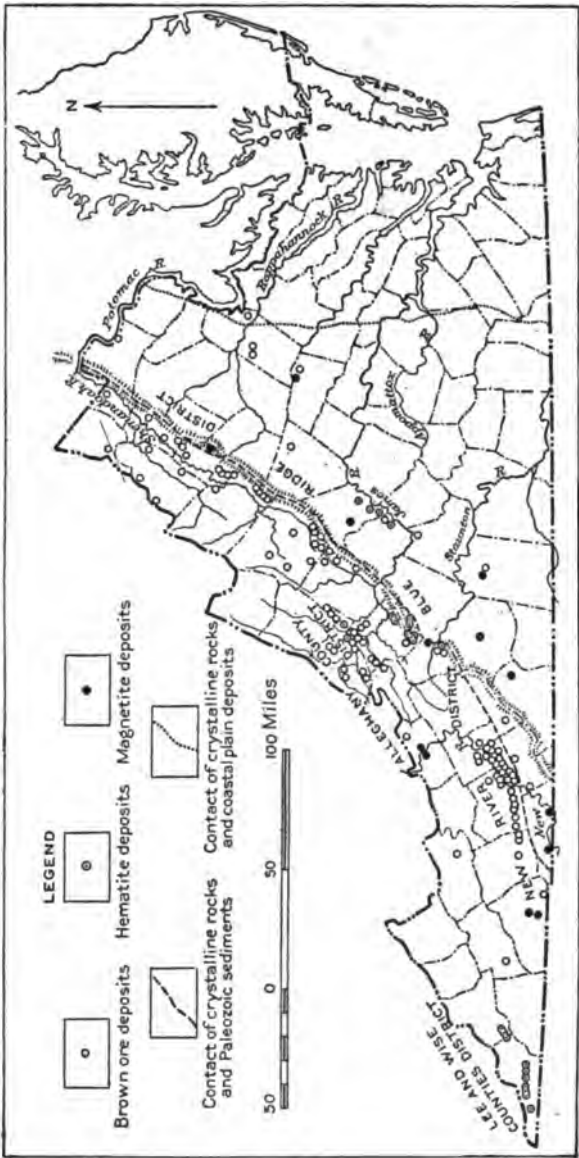 LEGEND
Brown ore deposits
Hematite deposits
Magnetite deposits
Contact of crystalline rocks
and Paleozoic sediments
Contact of crystalline rocks
and coastal plain deposits
50 0 50 100 Miles
N
Potomac R.
Shenandoah R.
Rappahannock R.
BLUE RIDGE DISTRICT
ALLEGHANY
COUNTY
DISTRICT
James R.
Appomattox R.
Staunton R.
NEW RIVER DISTRICT
New R.
LEE AND WISE
COUNTIES DISTRICT